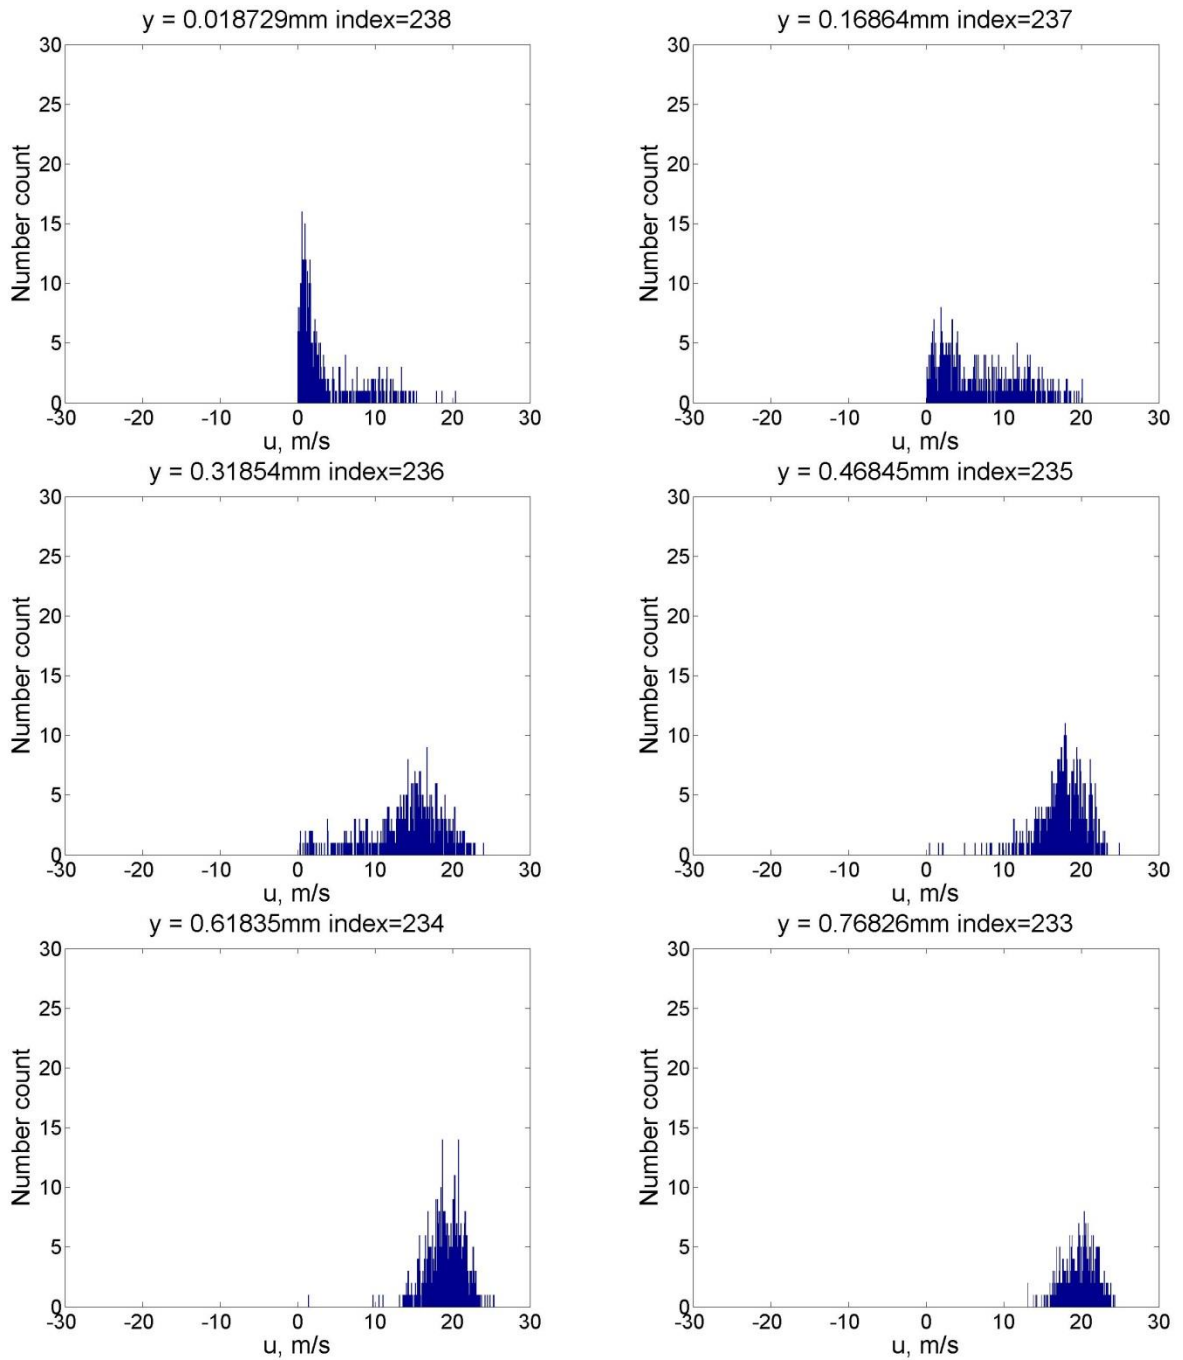 y = 0.018729mm index=238
30
25
20
15
10
5
0
Number count
-30 -20 -10 0 10 20 30
u, m/s
y = 0.16864mm index=237
30
25
20
15
10
5
0
Number count
-30 -20 -10 0 10 20 30
u, m/s
y = 0.31854mm index=236
30
25
20
15
10
5
0
Number count
-30 -20 -10 0 10 20 30
u, m/s
y = 0.46845mm index=235
30
25
20
15
10
5
0
Number count
-30 -20 -10 0 10 20 30
u, m/s
y = 0.61835mm index=234
30
25
20
15
10
5
0
Number count
-30 -20 -10 0 10 20 30
u, m/s
y = 0.76826mm index=233
30
25
20
15
10
5
0
Number count
-30 -20 -10 0 10 20 30
u, m/s